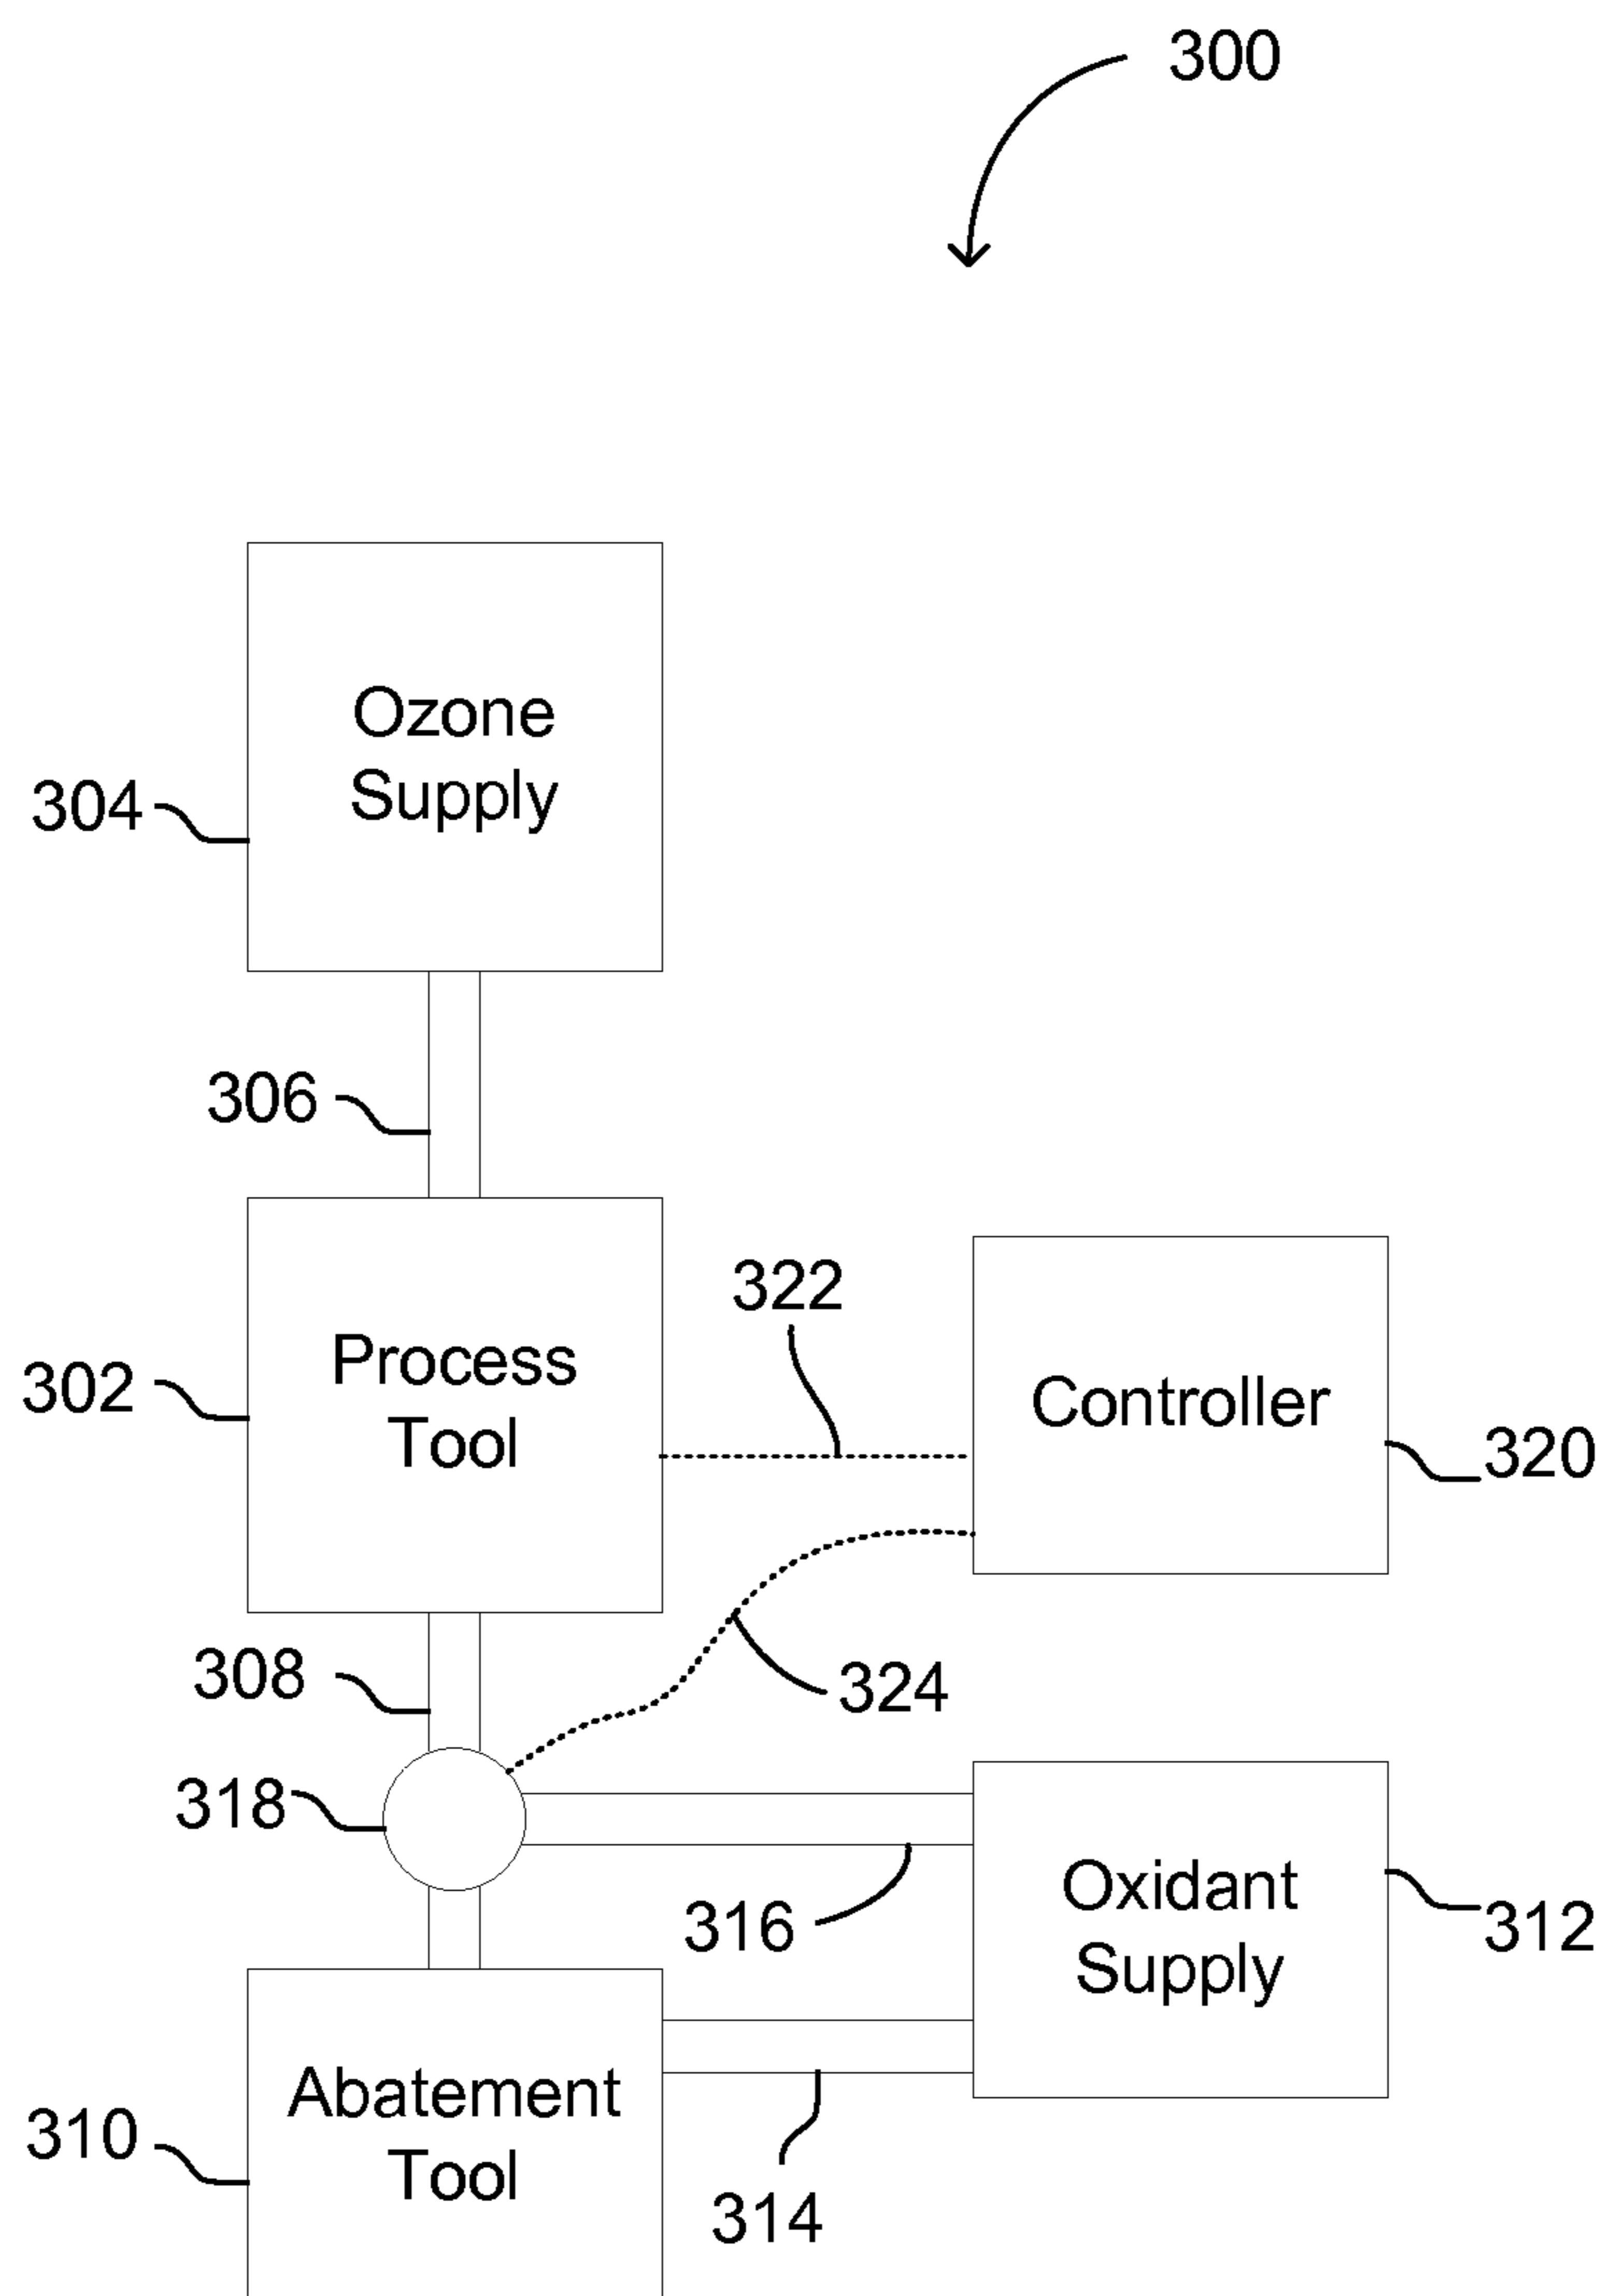 300
Ozone
Supply
304
306
Process
Tool
302
322
Controller
320
308
324
318
316
Oxidant
Supply
312
Abatement
Tool
310
314